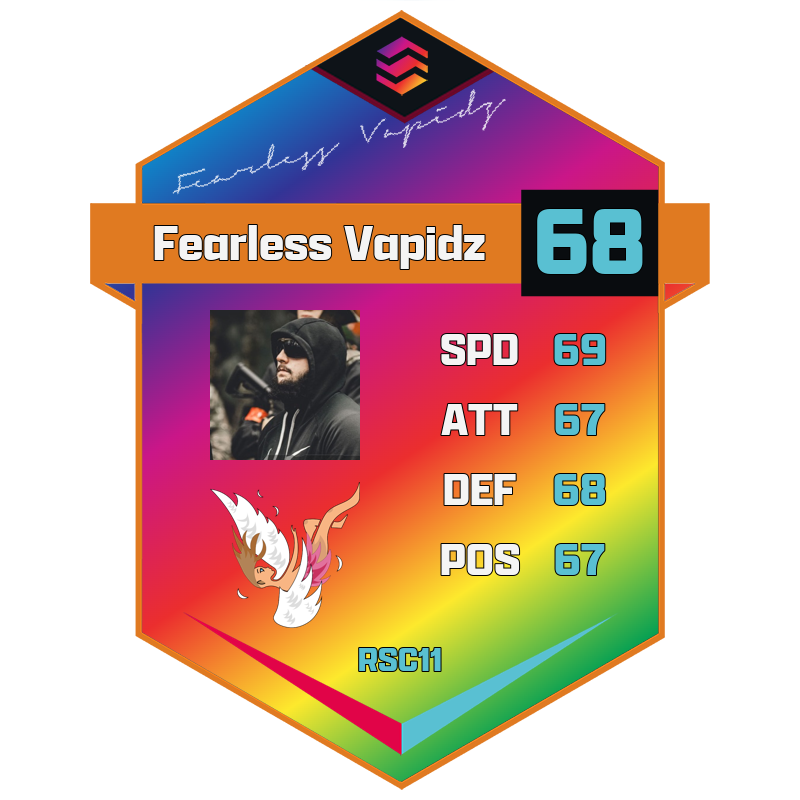 Fearless Vapidz
Fearless Vapidz 68
SPD 69
ATT 67
DEF 68
POS 67
RSC11